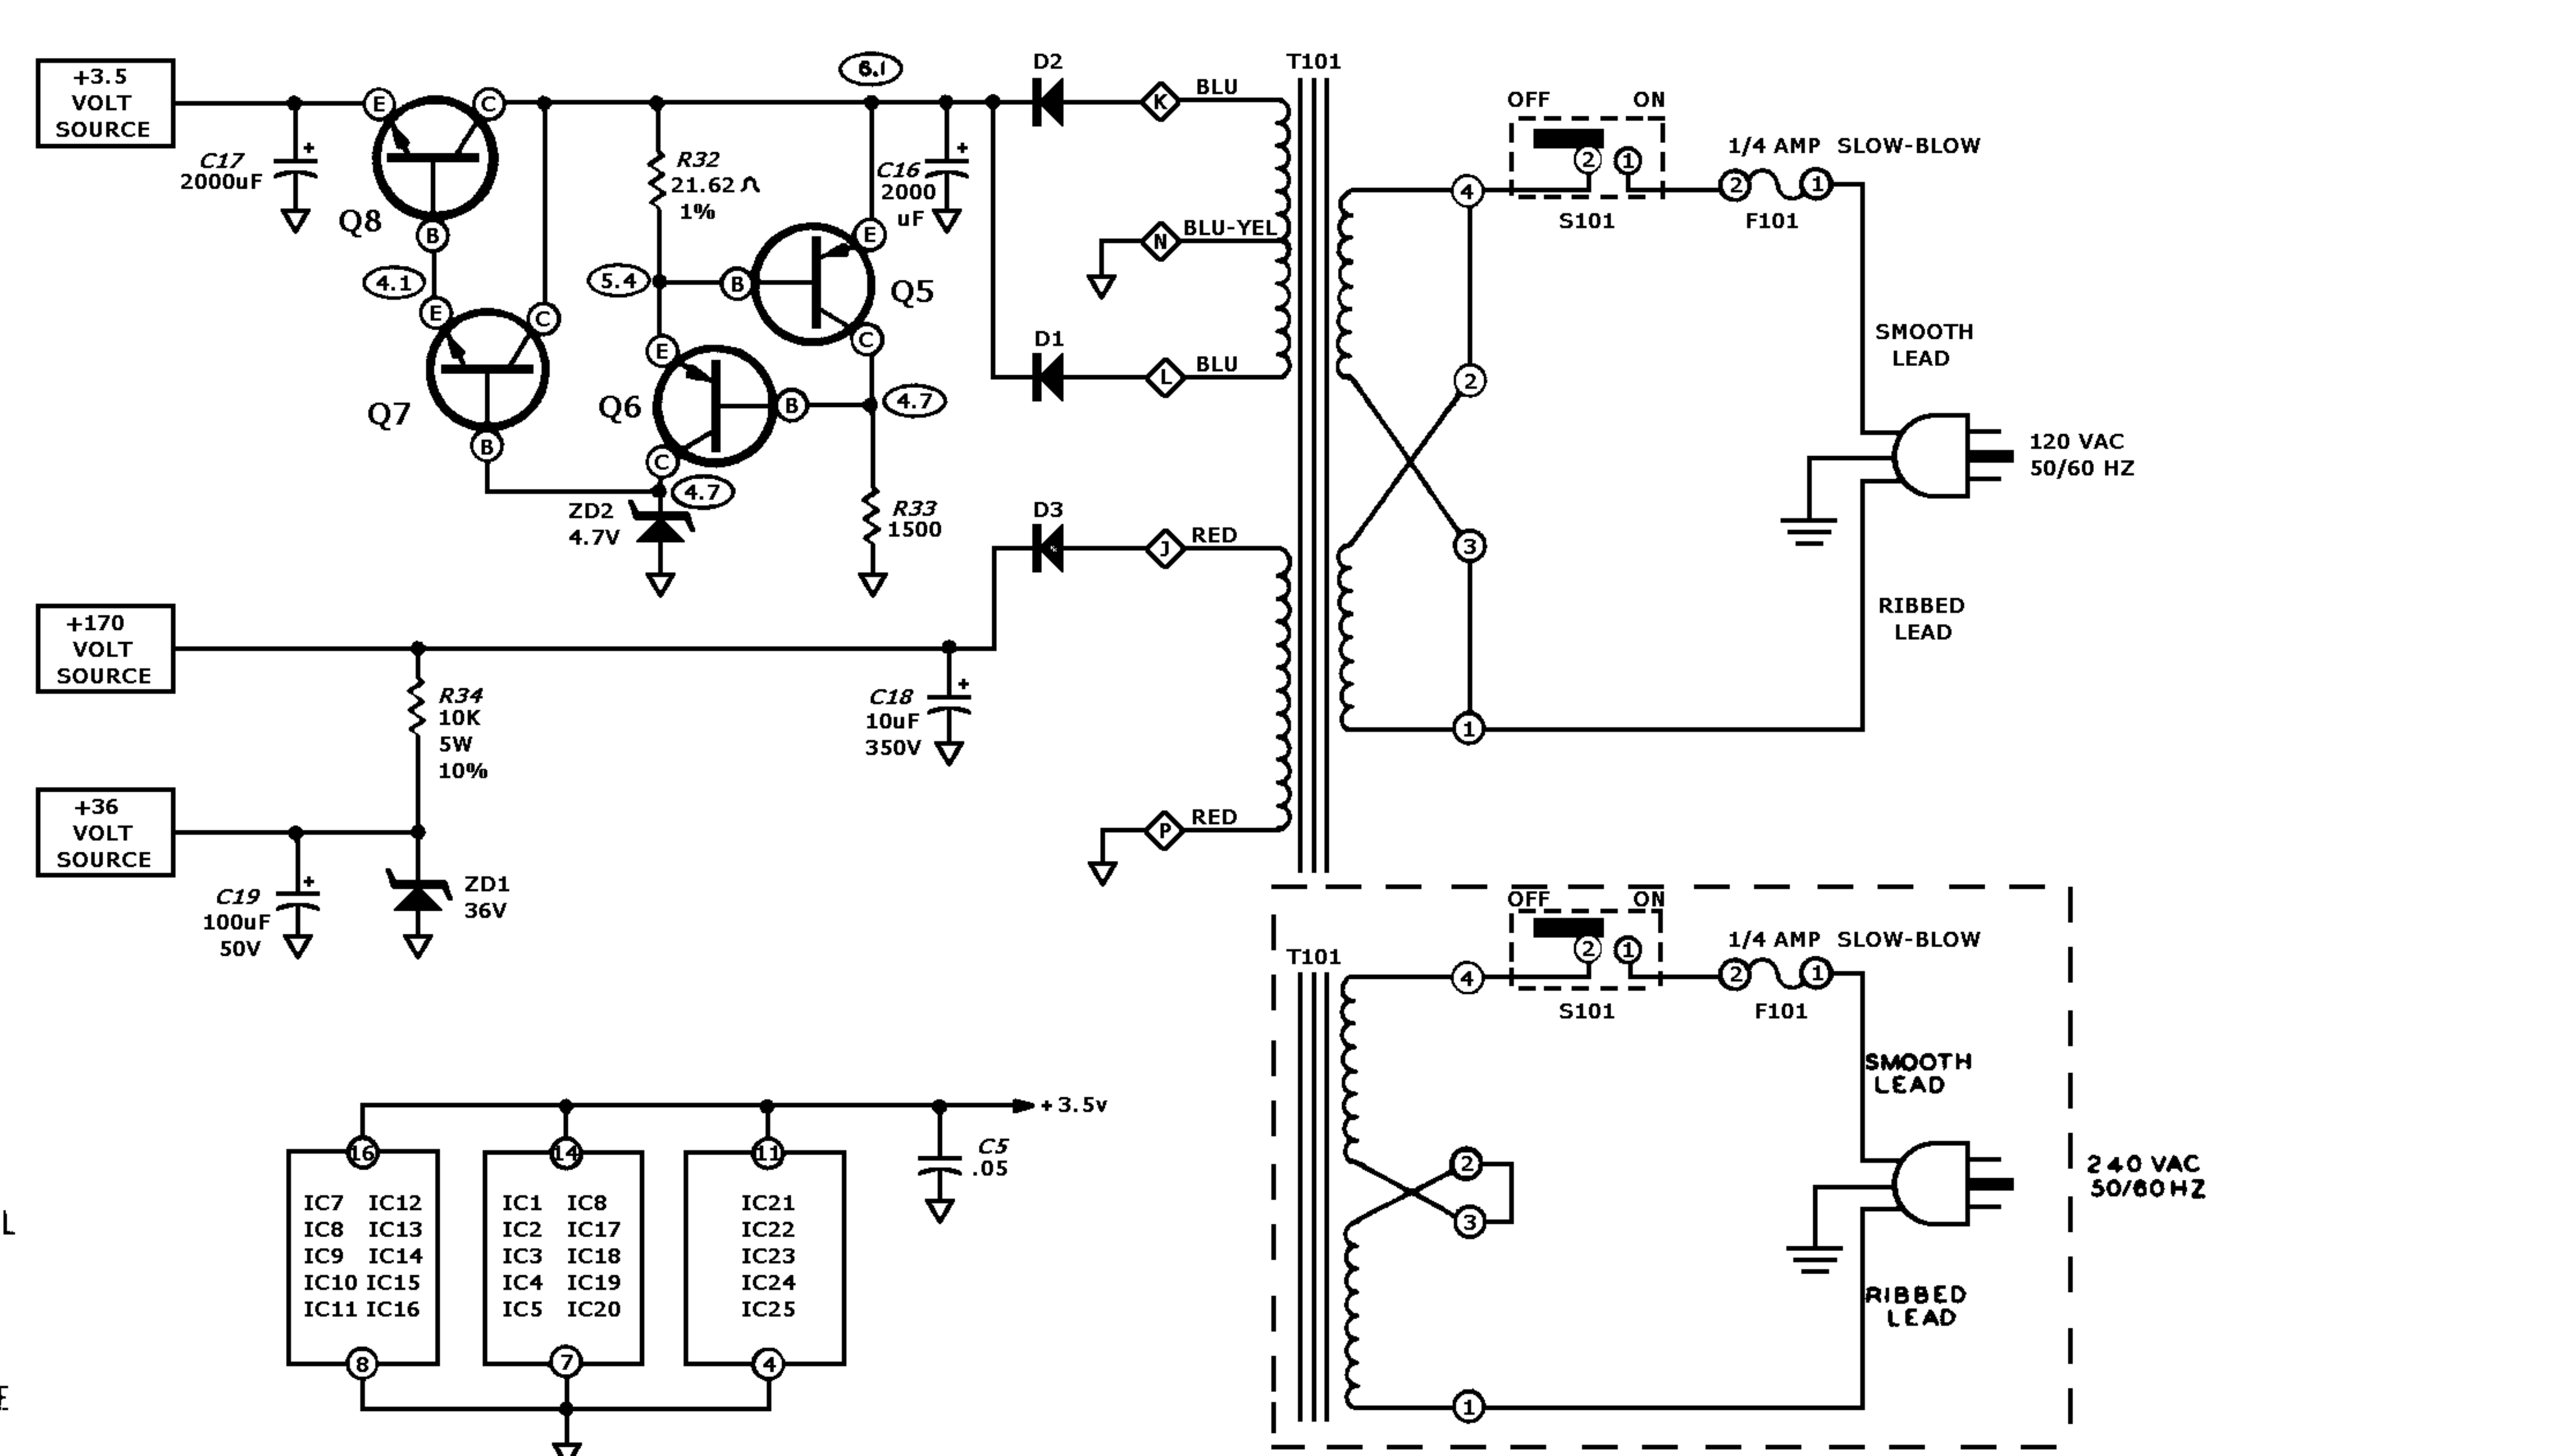 +3.5
VOLT
SOURCE
C17
2000uF
E
C
Q8
B
4.1
E
C
Q7
B
R32
21.62 Ω
1%
5.4
B
E
Q5
C
6.1
C16
2000
uF
+
+
E
Q6
B
4.7
C
4.7
ZD2
4.7V
R33
1500
D2
K
BLU
N
BLU-YEL
D1
L
BLU
D3
J
RED
P
RED
T101
+170
VOLT
SOURCE
R34
10K
5W
10%
C18
10uF
350V
+
+36
VOLT
SOURCE
C19
100uF
50V
+
ZD1
36V
OFF
ON
2
1
S101
1/4 AMP SLOW-BLOW
2
1
F101
4
2
3
1
SMOOTH
LEAD
120 VAC
50/60 HZ
RIBBED
LEAD
T101
OFF
ON
2
1
S101
1/4 AMP SLOW-BLOW
2
1
F101
4
2
3
1
SMOOTH
LEAD
240 VAC
50/60 HZ
RIBBED
LEAD
+ 3.5v
C5
.05
16
IC7 IC12
IC8 IC13
IC9 IC14
IC10 IC15
IC11 IC16
8
14
IC1 IC8
IC2 IC17
IC3 IC18
IC4 IC19
IC5 IC20
7
11
IC21
IC22
IC23
IC24
IC25
4
L